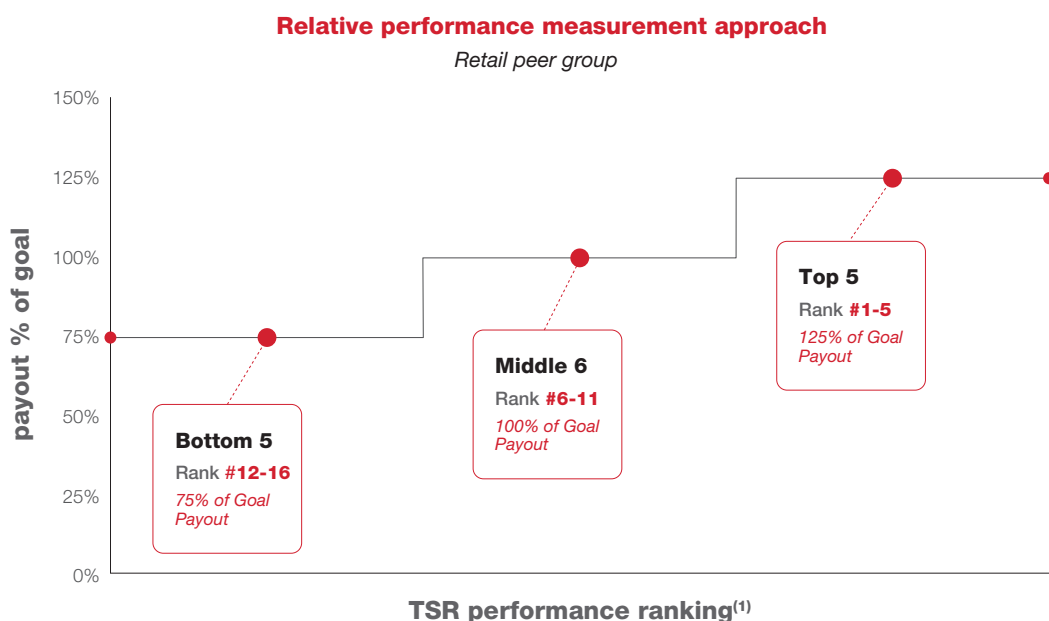 Relative performance measurement approach
Retail peer group
payout % of goal
150%
125%
100%
75%
50%
25%
0%
Bottom 5
Rank #12-16
75% of Goal
Payout
Middle 6
Rank #6-11
100% of Goal
Payout
Top 5
Rank #1-5
125% of Goal
Payout
TSR performance ranking(1)